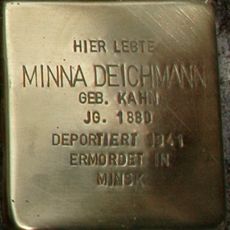 HIER LEBTE
MINNA DEICHMANN
GEB. KAHN
JG. 1880
DEPORTIERT 1941
ERMORDET IN
MINSK